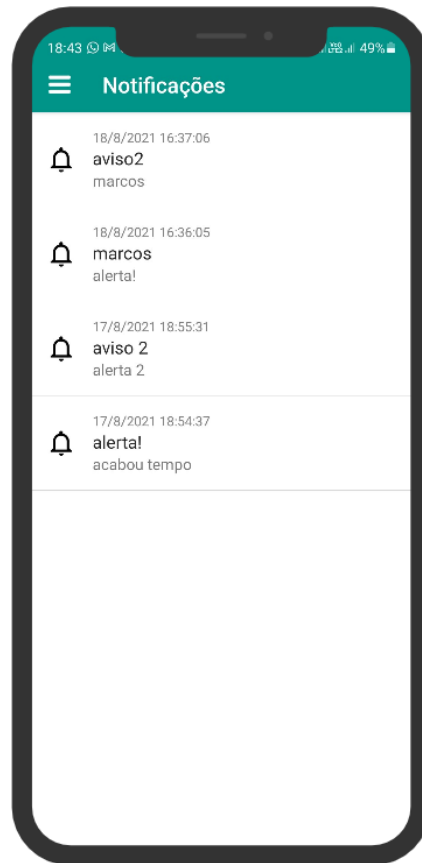 18:43 49%
Notificações
18/8/2021 16:37:06
aviso2
marcos
18/8/2021 16:36:05
marcos
alerta!
17/8/2021 18:55:31
aviso 2
alerta 2
17/8/2021 18:54:37
alerta!
acabou tempo